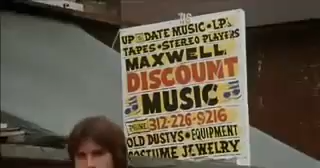 UP TO DATE MUSIC • L.P.s
TAPES • STEREO PLAYERS
MAXWELL
DISCOUNT
MUSIC
PHONE 312-226-9216
OLD DUSTYS • EQUIPMENT
COSTUME JEWELRY